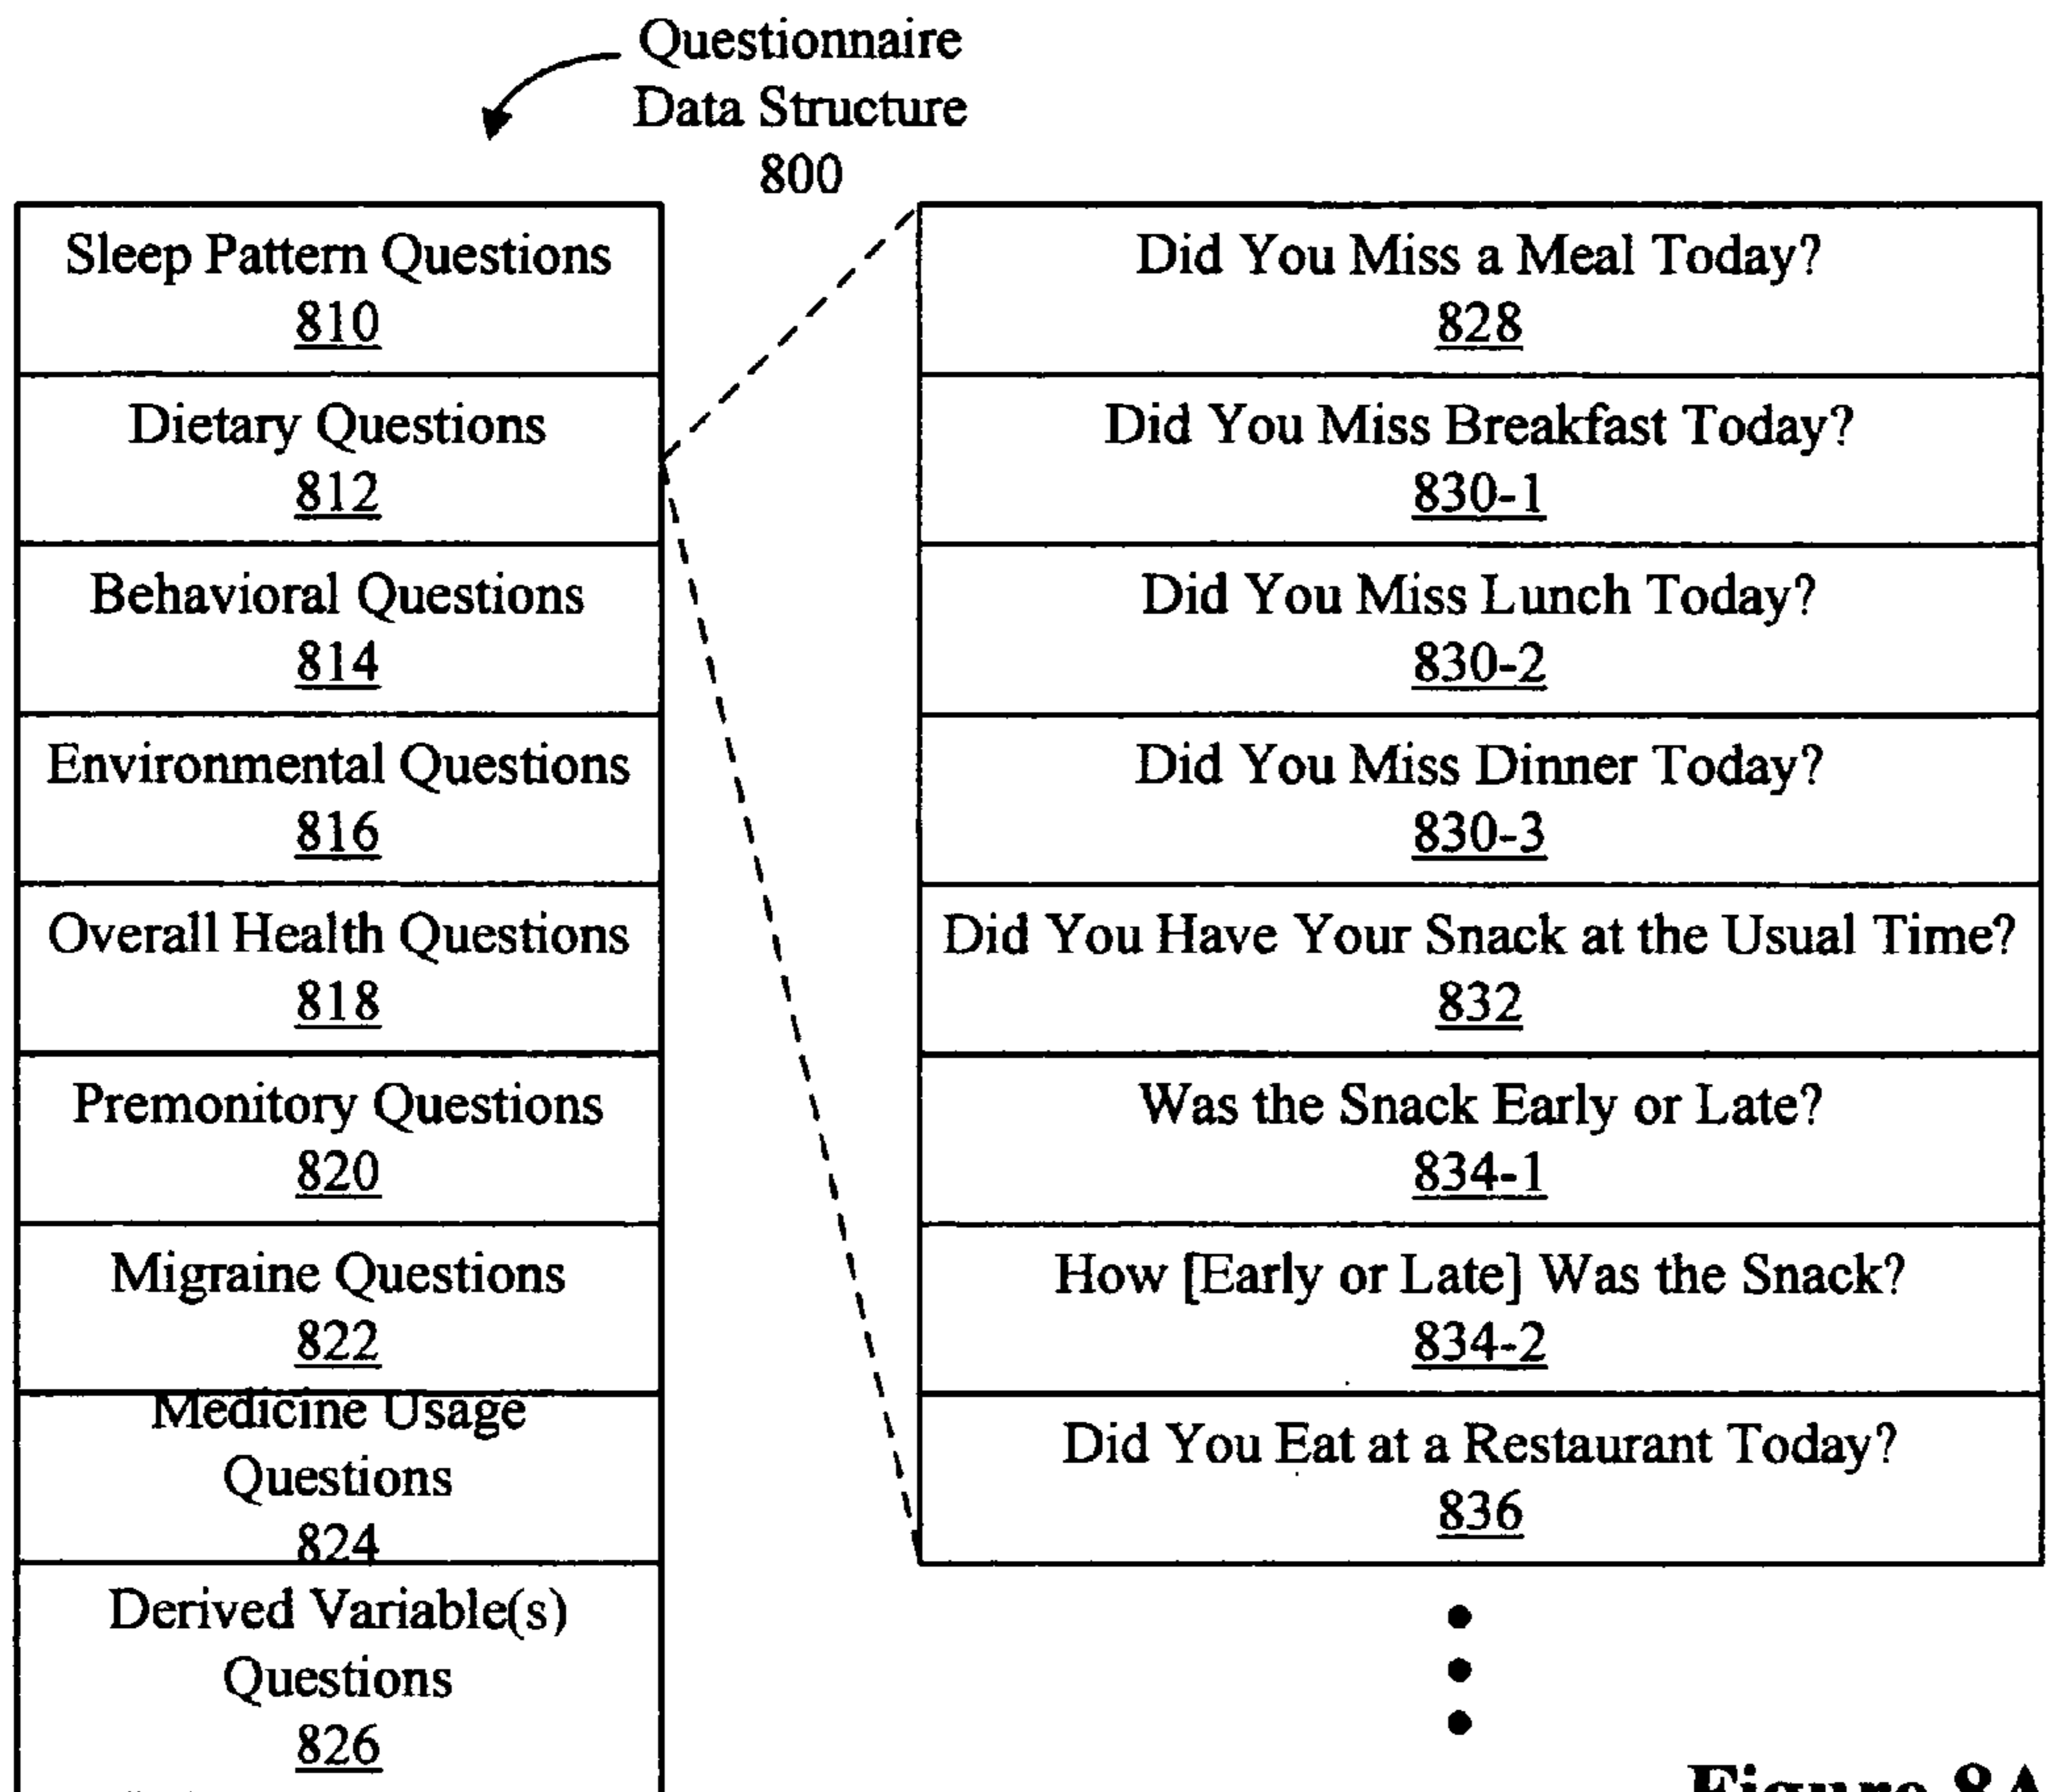 Questionnaire
Data Structure
800
Sleep Pattern Questions
810
Dietary Questions
812
Behavioral Questions
814
Environmental Questions
816
Overall Health Questions
818
Premonitory Questions
820
Migraine Questions
822
Medicine Usage
Questions
824
Derived Variable(s)
Questions
826
Did You Miss a Meal Today?
828
Did You Miss Breakfast Today?
830-1
Did You Miss Lunch Today?
830-2
Did You Miss Dinner Today?
830-3
Did You Have Your Snack at the Usual Time?
832
Was the Snack Early or Late?
834-1
How [Early or Late] Was the Snack?
834-2
Did You Eat at a Restaurant Today?
836
Figure 8A